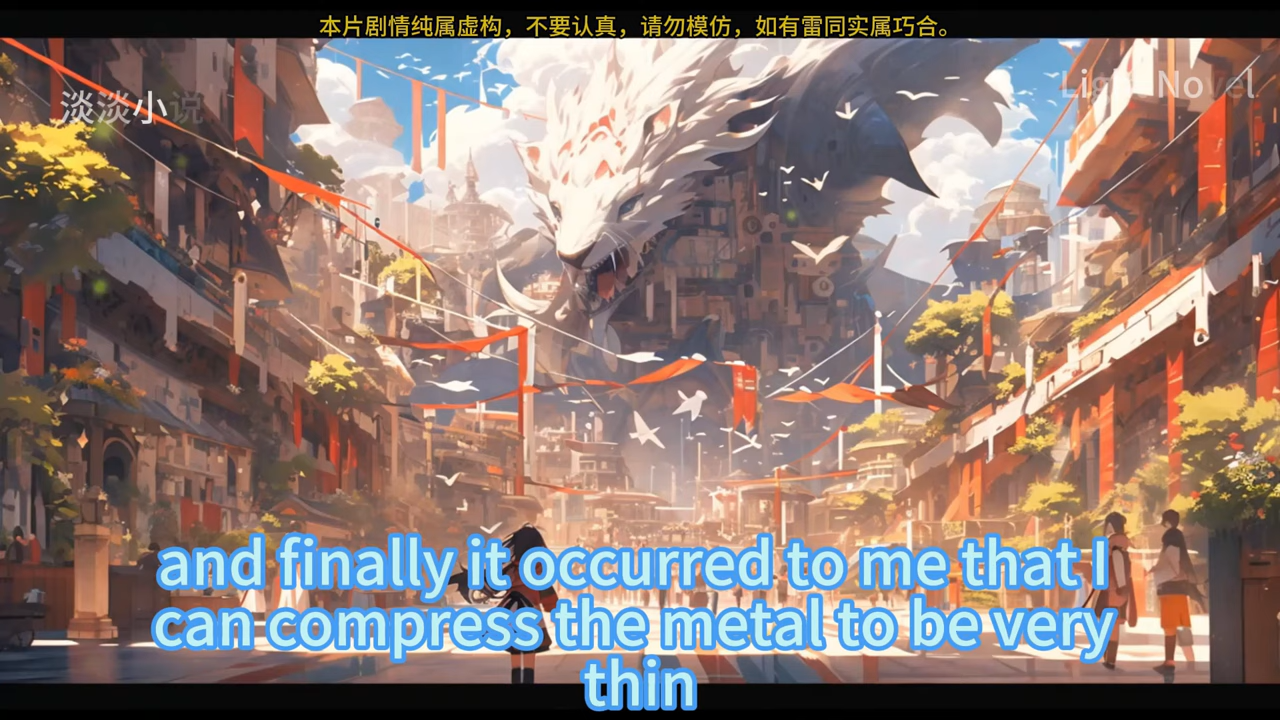 本片剧情纯属虚构，不要认真，请勿模仿，如有雷同实属巧合。
淡淡小说
Light Novel
and finally it occurred to me that I
can compress the metal to be very
thin